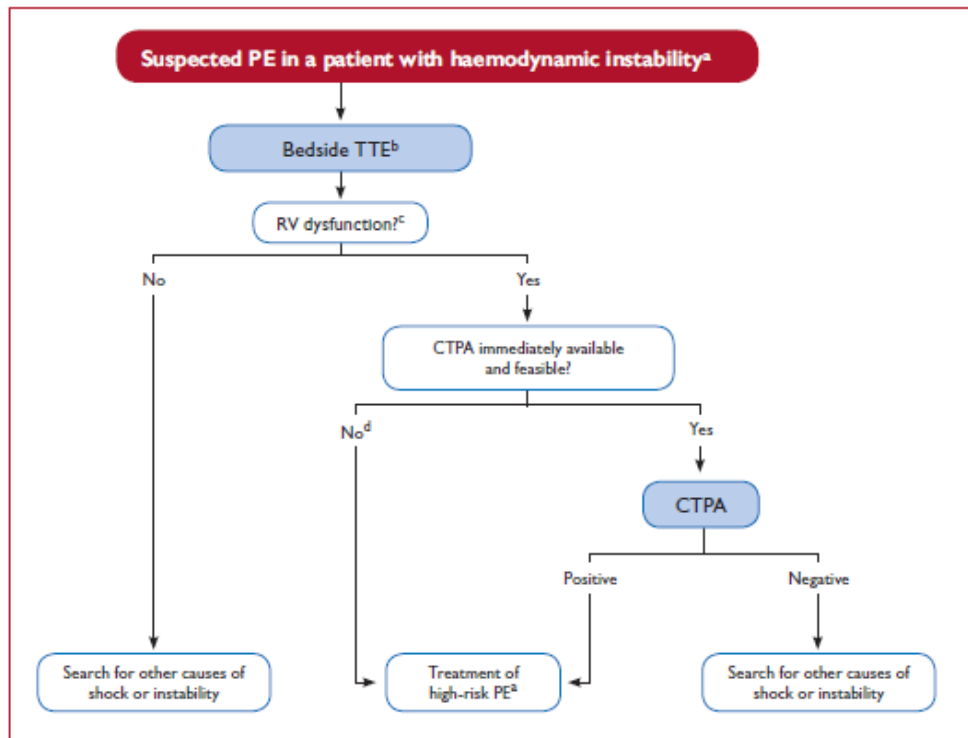 Suspected PE in a patient with haemodynamic instabilityᵃ
Bedside TTEᵇ
RV dysfunction?ᶜ
No
Yes
CTPA immediately available
and feasible?
Noᵈ
Yes
CTPA
Positive
Negative
Search for other causes of
shock or instability
Treatment of
high-risk PEᵃ
Search for other causes of
shock or instability